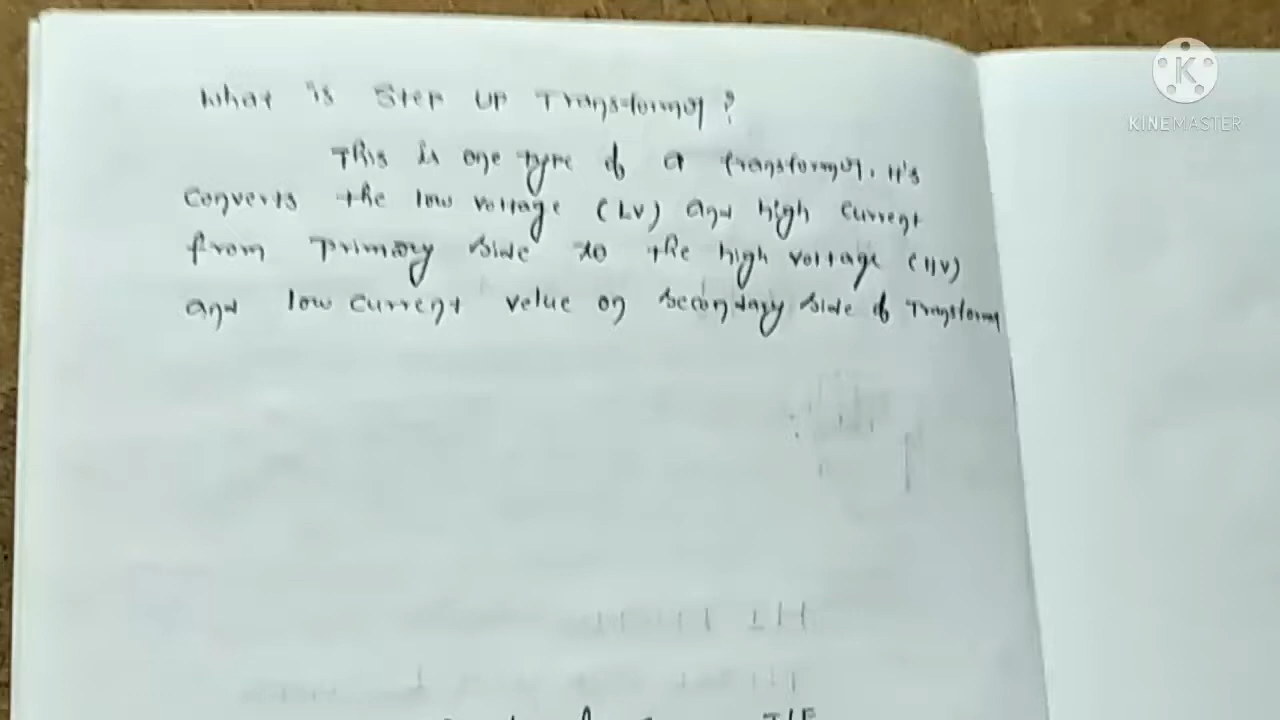 What is Step UP Transformer?
This is one type of a transformer. It's
converts the low voltage (LV) and high current
from primary side to the high voltage (HV)
and low current value on secondary side of Transformer
KINEMASTER